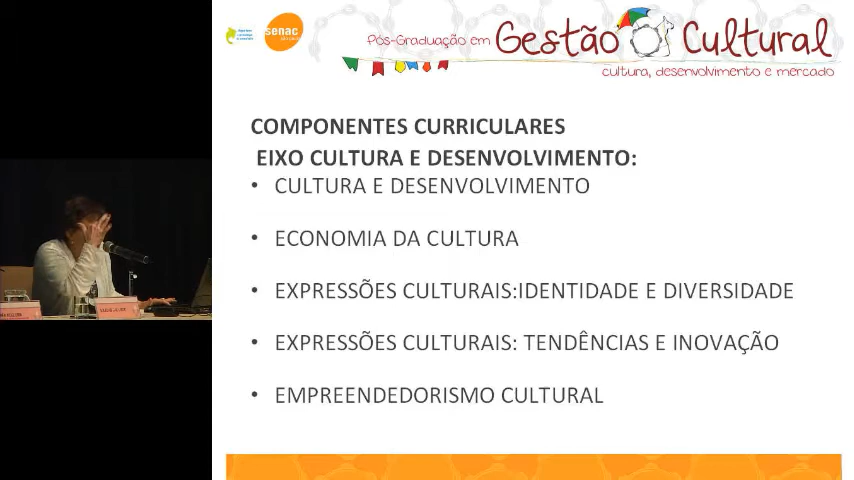 senac
Pós-Graduação em Gestão Cultural
cultura, desenvolvimento e mercado
COMPONENTES CURRICULARES
EIXO CULTURA E DESENVOLVIMENTO:
• CULTURA E DESENVOLVIMENTO
• ECONOMIA DA CULTURA
• EXPRESSÕES CULTURAIS:IDENTIDADE E DIVERSIDADE
• EXPRESSÕES CULTURAIS: TENDÊNCIAS E INOVAÇÃO
• EMPREENDEDORISMO CULTURAL